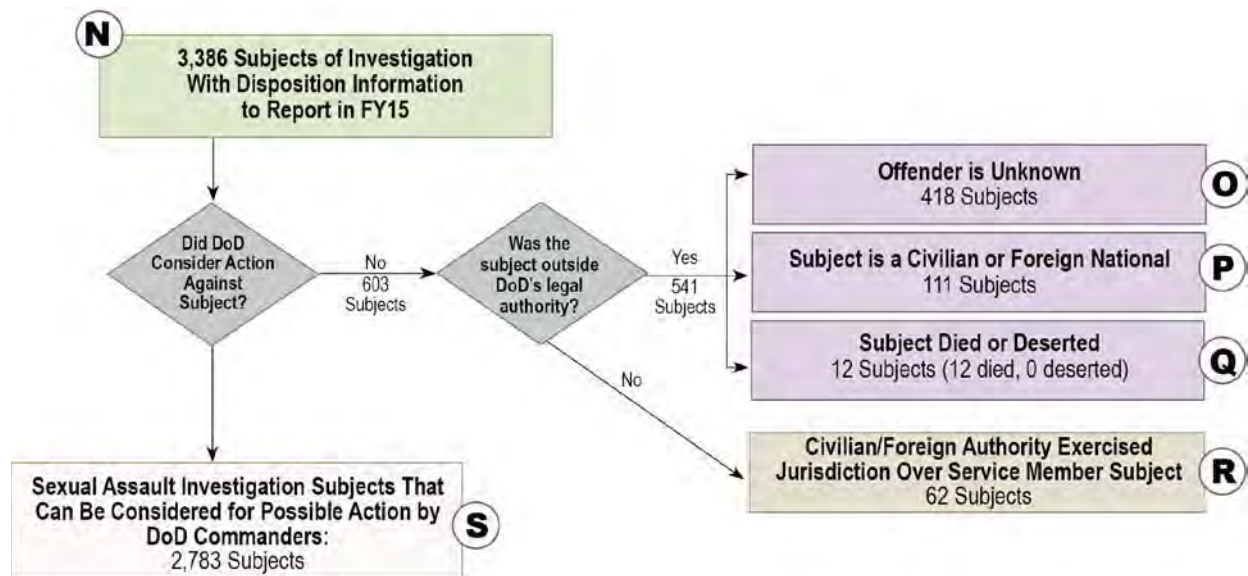 N
3,386 Subjects of Investigation
With Disposition Information
to Report in FY15
Did DoD
Consider Action
Against
Subject?
No
603
Subjects
Was the
subject outside
DoD's legal
authority?
Yes
541
Subjects
Offender is Unknown
418 Subjects
O
Subject is a Civilian or Foreign National
111 Subjects
P
Subject Died or Deserted
12 Subjects (12 died, 0 deserted)
Q
No
Civilian/Foreign Authority Exercised
Jurisdiction Over Service Member Subject
62 Subjects
R
Sexual Assault Investigation Subjects That
Can Be Considered for Possible Action by
DoD Commanders:
2,783 Subjects
S